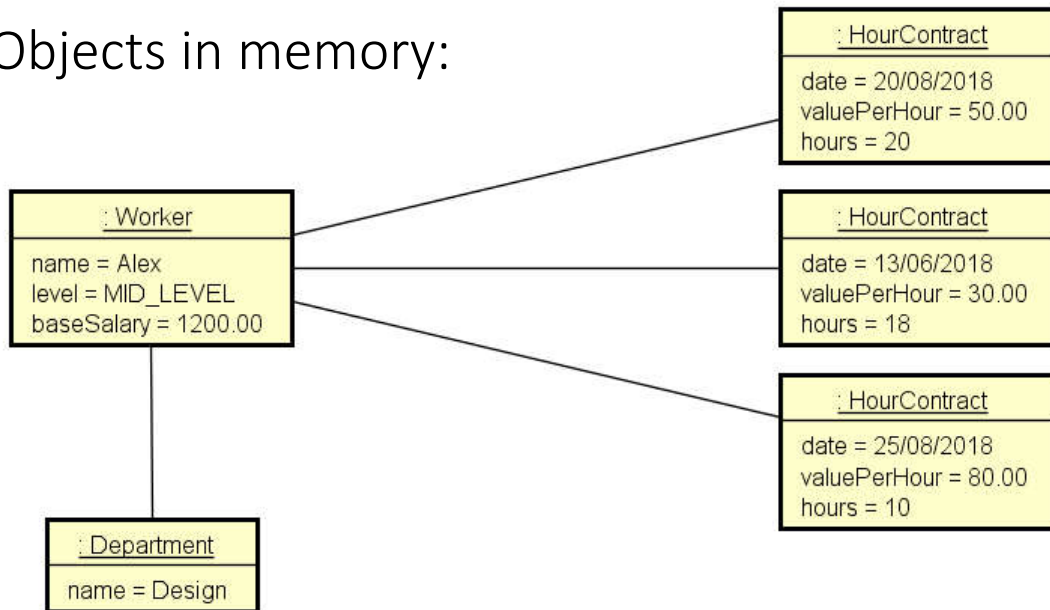 Objects in memory:
: HourContract
date = 20/08/2018
valuePerHour = 50.00
hours = 20
: Worker
name = Alex
level = MID_LEVEL
baseSalary = 1200.00
: HourContract
date = 13/06/2018
valuePerHour = 30.00
hours = 18
: HourContract
date = 25/08/2018
valuePerHour = 80.00
hours = 10
: Department
name = Design